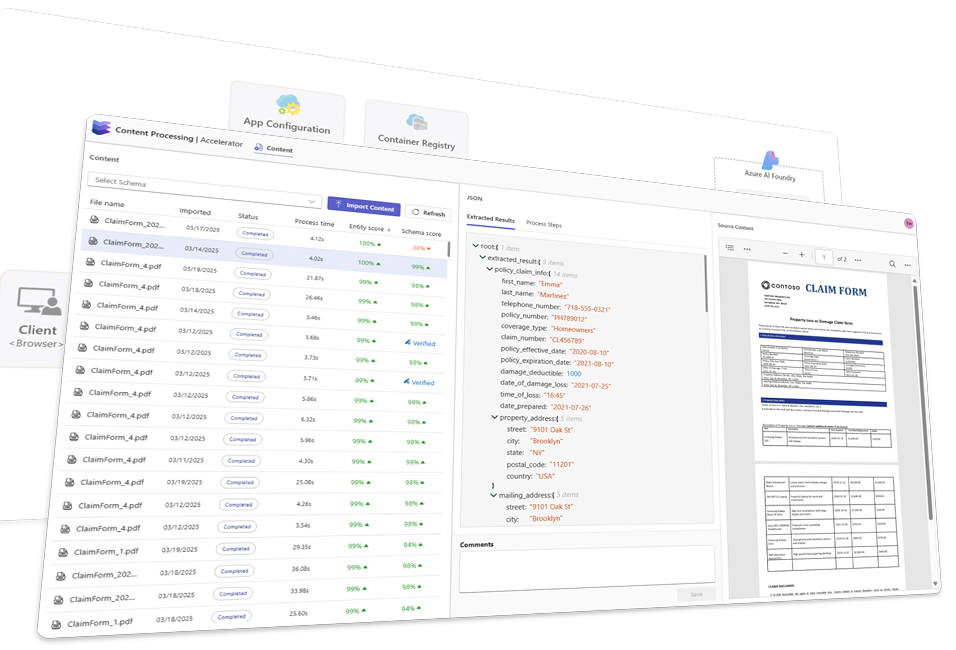 App Configuration
Container Registry
Azure AI Foundry
Client
<Browser>
Content Processing | Accelerator
Content
Content
Select Schema
Import Content
Refresh
File name Imported Status Process time Entity score Schema score
ClaimForm_202... 03/17/2025 Completed 4.12s 100% 38%
ClaimForm_202... 03/14/2025 Completed 4.02s 100% 99%
ClaimForm_4.pdf 03/19/2025 Completed 21.87s 99% 98%
ClaimForm_4.pdf 03/18/2025 Completed 26.46s 99% 98%
ClaimForm_4.pdf 03/14/2025 Completed 3.46s 99% 98%
ClaimForm_4.pdf 03/12/2025 Completed 3.68s 99% Verified
ClaimForm_4.pdf 03/12/2025 Completed 3.73s 99% 98%
ClaimForm_4.pdf 03/12/2025 Completed 3.71s 99% Verified
ClaimForm_4.pdf 03/12/2025 Completed 5.66s 99% 98%
ClaimForm_4.pdf 03/12/2025 Completed 6.32s 99% 98%
ClaimForm_4.pdf 03/12/2025 Completed 5.96s 99% 98%
ClaimForm_4.pdf 03/11/2025 Completed 4.30s 99% 98%
ClaimForm_4.pdf 03/19/2025 Completed 25.08s 99% 98%
ClaimForm_4.pdf 03/12/2025 Completed 4.26s 99% 98%
ClaimForm_4.pdf 03/12/2025 Completed 3.54s 99% 98%
ClaimForm_1.pdf 03/19/2025 Completed 29.35s 99% 94%
ClaimForm_202... 03/18/2025 Completed 36.08s 99% 98%
ClaimForm_202... 03/18/2025 Completed 33.98s 99% 98%
ClaimForm_1.pdf 03/18/2025 Completed 25.60s 99% 94%
JSON
Extracted Results Process Steps
root:{ 1 item
extracted_result:{ 3 items
policy_claim_info:{ 14 items
first_name: "Emma"
last_name: "Martinez"
telephone_number: "718-555-0321"
policy_number: "PH789012"
coverage_type: "Homeowners"
claim_number: "CL456789"
policy_effective_date: "2020-08-10"
policy_expiration_date: "2021-08-10"
damage_deductible: 1000
date_of_damage_loss: "2021-07-25"
time_of_loss: "16:45"
date_prepared: "2021-07-26"
property_address:{ 5 items
street: "9101 Oak St"
city: "Brooklyn"
state: "NY"
postal_code: "11201"
country: "USA"
}
mailing_address:{ 5 items
street: "9101 Oak St"
city: "Brooklyn"
Comments
Save
Source Content
1 of 2
CONTOSO CLAIM FORM
Property Loss or Damage Claim Form
CLAIMS DISCLAIMER